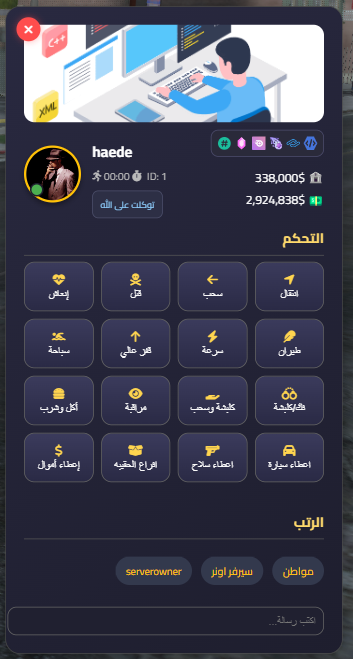 C++
XML
haede
00:00 ID: 1
توكلت على الله
338,000$
2,924,838$
التحكم
انتقال
سحب
قتل
إنعاش
طيران
سرعة
قفز عالي
سباحة
فك/كلبشة
كلبشة وسحب
مراقبة
أكل وشرب
اعطاء سيارة
اعطاء سلاح
افراغ الحقيبه
إعطاء أموال
الرتب
مواطن
سيرفر اونر
serverowner
اكتب رسالة...